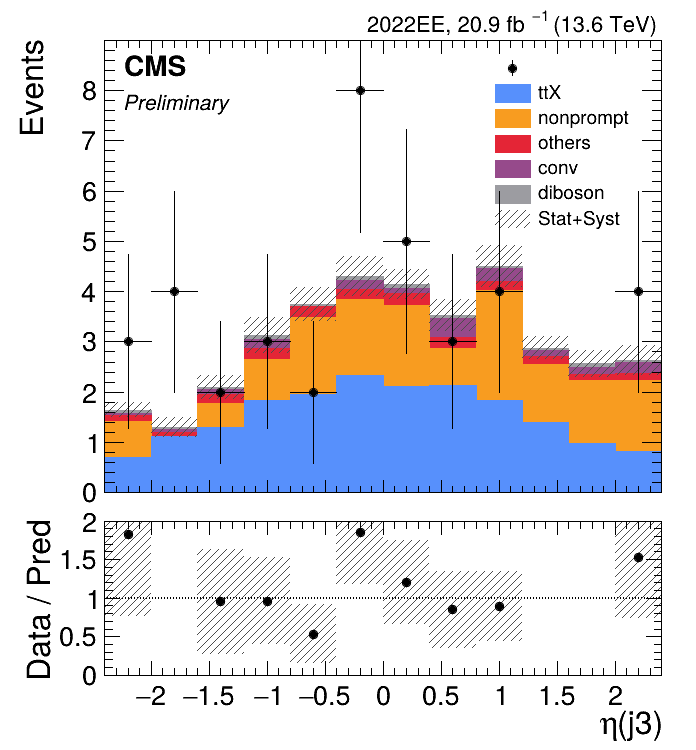 2022EE, 20.9 fb⁻¹ (13.6 TeV)
Events
CMS
Preliminary
ttX
nonprompt
others
conv
diboson
Stat+Syst
8
7
6
5
4
3
2
1
0
Data / Pred
2
1.5
1
0.5
0
−2 −1.5 −1 −0.5 0 0.5 1 1.5 2
η(j3)